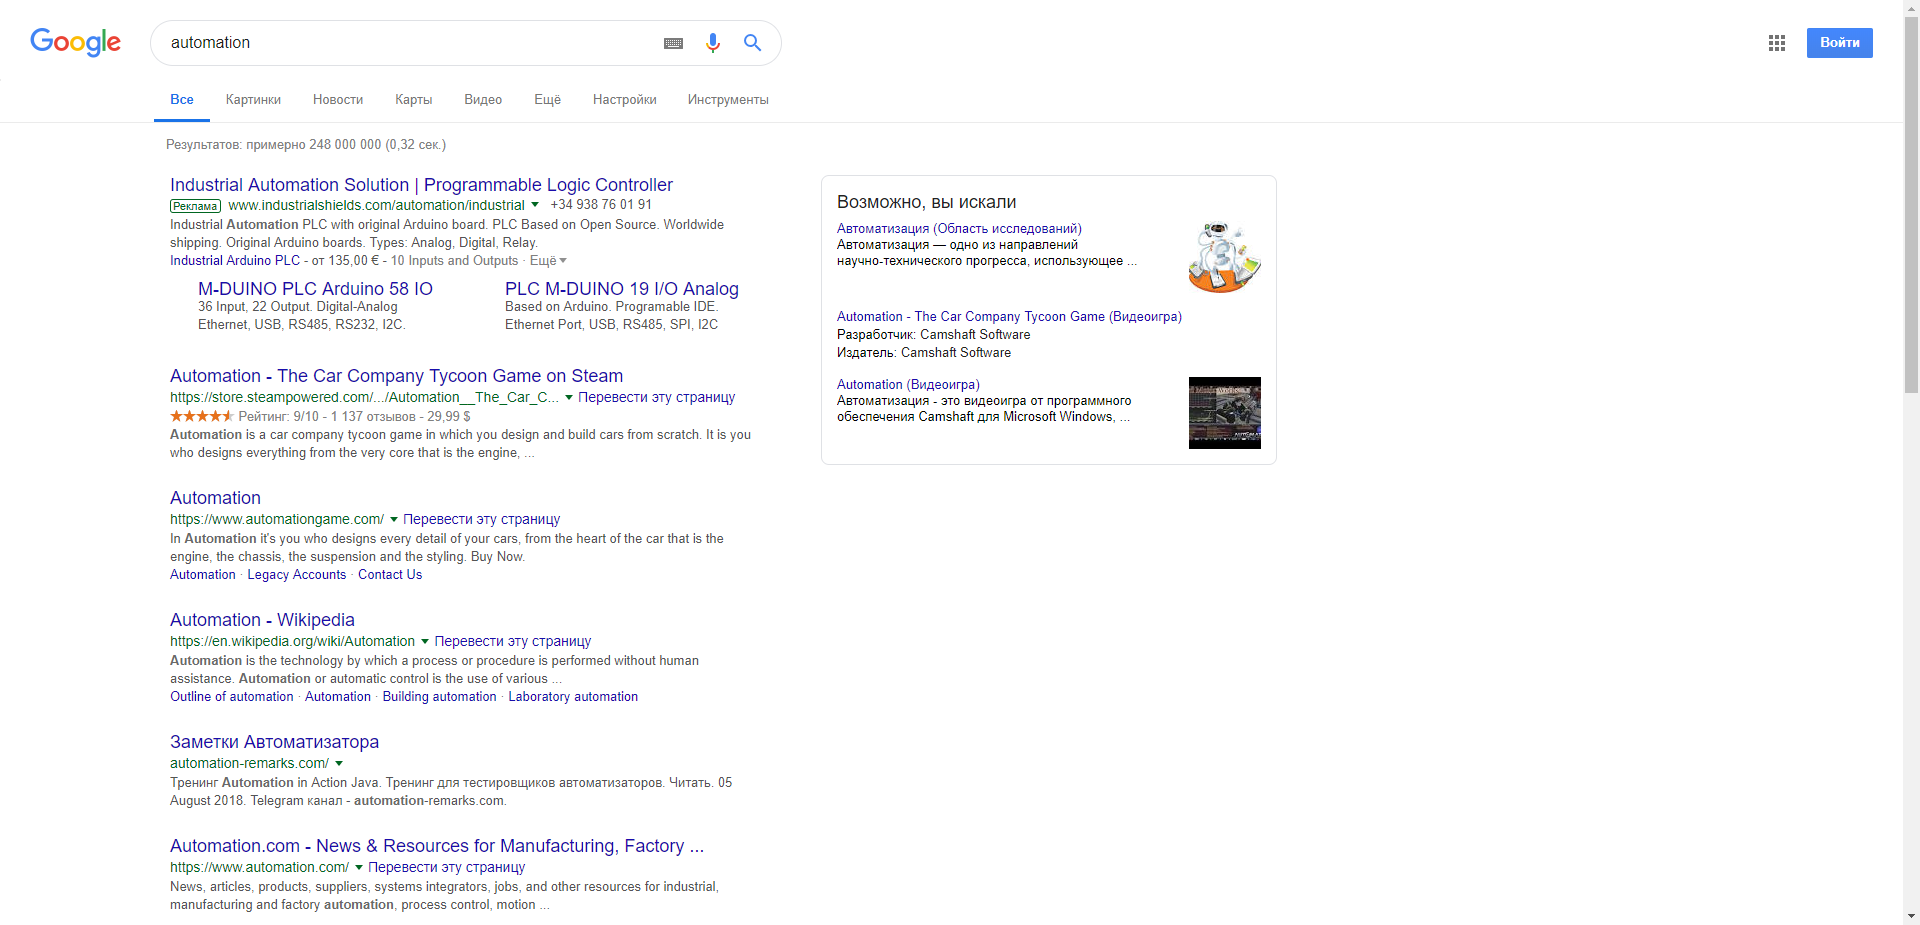 Google
automation
Войти
Все Картинки Новости Карты Видео Ещё Настройки Инструменты
Результатов: примерно 248 000 000 (0,32 сек.)
Industrial Automation Solution | Programmable Logic Controller
Реклама www.industrialshields.com/automation/industrial +34 938 76 01 91
Industrial Automation PLC with original Arduino board. PLC Based on Open Source. Worldwide
shipping. Original Arduino boards. Types: Analog, Digital, Relay.
Industrial Arduino PLC - от 135,00 € - 10 Inputs and Outputs · Ещё
M-DUINO PLC Arduino 58 IO
36 Input, 22 Output. Digital-Analog
Ethernet, USB, RS485, RS232, I2C.
PLC M-DUINO 19 I/O Analog
Based on Arduino. Programable IDE.
Ethernet Port, USB, RS485, SPI, I2C
Automation - The Car Company Tycoon Game on Steam
https://store.steampowered.com/.../Automation__The_Car_C... Перевести эту страницу
Рейтинг: 9/10 - 1 137 отзывов - 29,99 $
Automation is a car company tycoon game in which you design and build cars from scratch. It is you
who designs everything from the very core that is the engine, ...
Automation
https://www.automationgame.com/ Перевести эту страницу
In Automation it's you who designs every detail of your cars, from the heart of the car that is the
engine, the chassis, the suspension and the styling. Buy Now.
Automation · Legacy Accounts · Contact Us
Automation - Wikipedia
https://en.wikipedia.org/wiki/Automation Перевести эту страницу
Automation is the technology by which a process or procedure is performed without human
assistance. Automation or automatic control is the use of various ...
Outline of automation · Automation · Building automation · Laboratory automation
Заметки Автоматизатора
automation-remarks.com/
Тренинг Automation in Action Java. Тренинг для тестировщиков автоматизаторов. Читать. 05
August 2018. Telegram канал - automation-remarks.com.
Automation.com - News & Resources for Manufacturing, Factory ...
https://www.automation.com/ Перевести эту страницу
News, articles, products, suppliers, systems integrators, jobs, and other resources for industrial,
manufacturing and factory automation, process control, motion ...
Возможно, вы искали
Автоматизация (Область исследований)
Автоматизация — одно из направлений
научно-технического прогресса, использующее ...
Automation - The Car Company Tycoon Game (Видеоигра)
Разработчик: Camshaft Software
Издатель: Camshaft Software
Automation (Видеоигра)
Автоматизация - это видеоигра от программного
обеспечения Camshaft для Microsoft Windows, ...